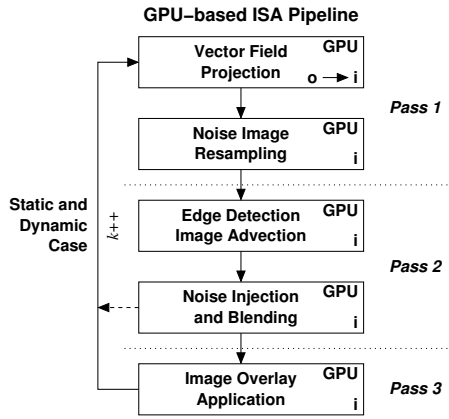 GPU–based ISA Pipeline
Vector Field
Projection
GPU
o → i
Pass 1
Noise Image
Resampling
GPU
i
Static and
Dynamic
Case
k++
Edge Detection
Image Advection
GPU
i
Pass 2
Noise Injection
and Blending
GPU
i
Image Overlay
Application
GPU
i
Pass 3